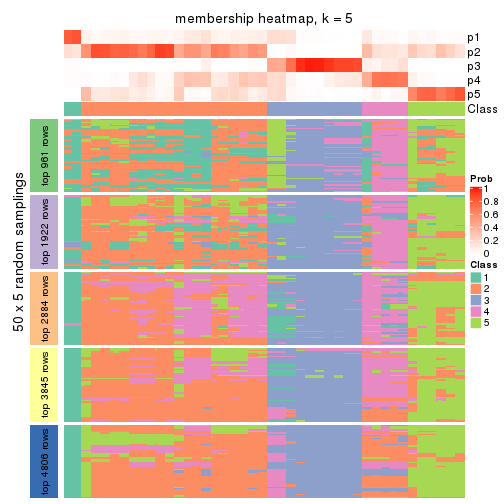 membership heatmap, k = 5
p1
p2
p3
p4
p5
Class
50 x 5 random samplings
top 961 rows
top 1922 rows
top 2884 rows
top 3845 rows
top 4806 rows
Prob
1
0.8
0.6
0.4
0.2
0
Class
1
2
3
4
5